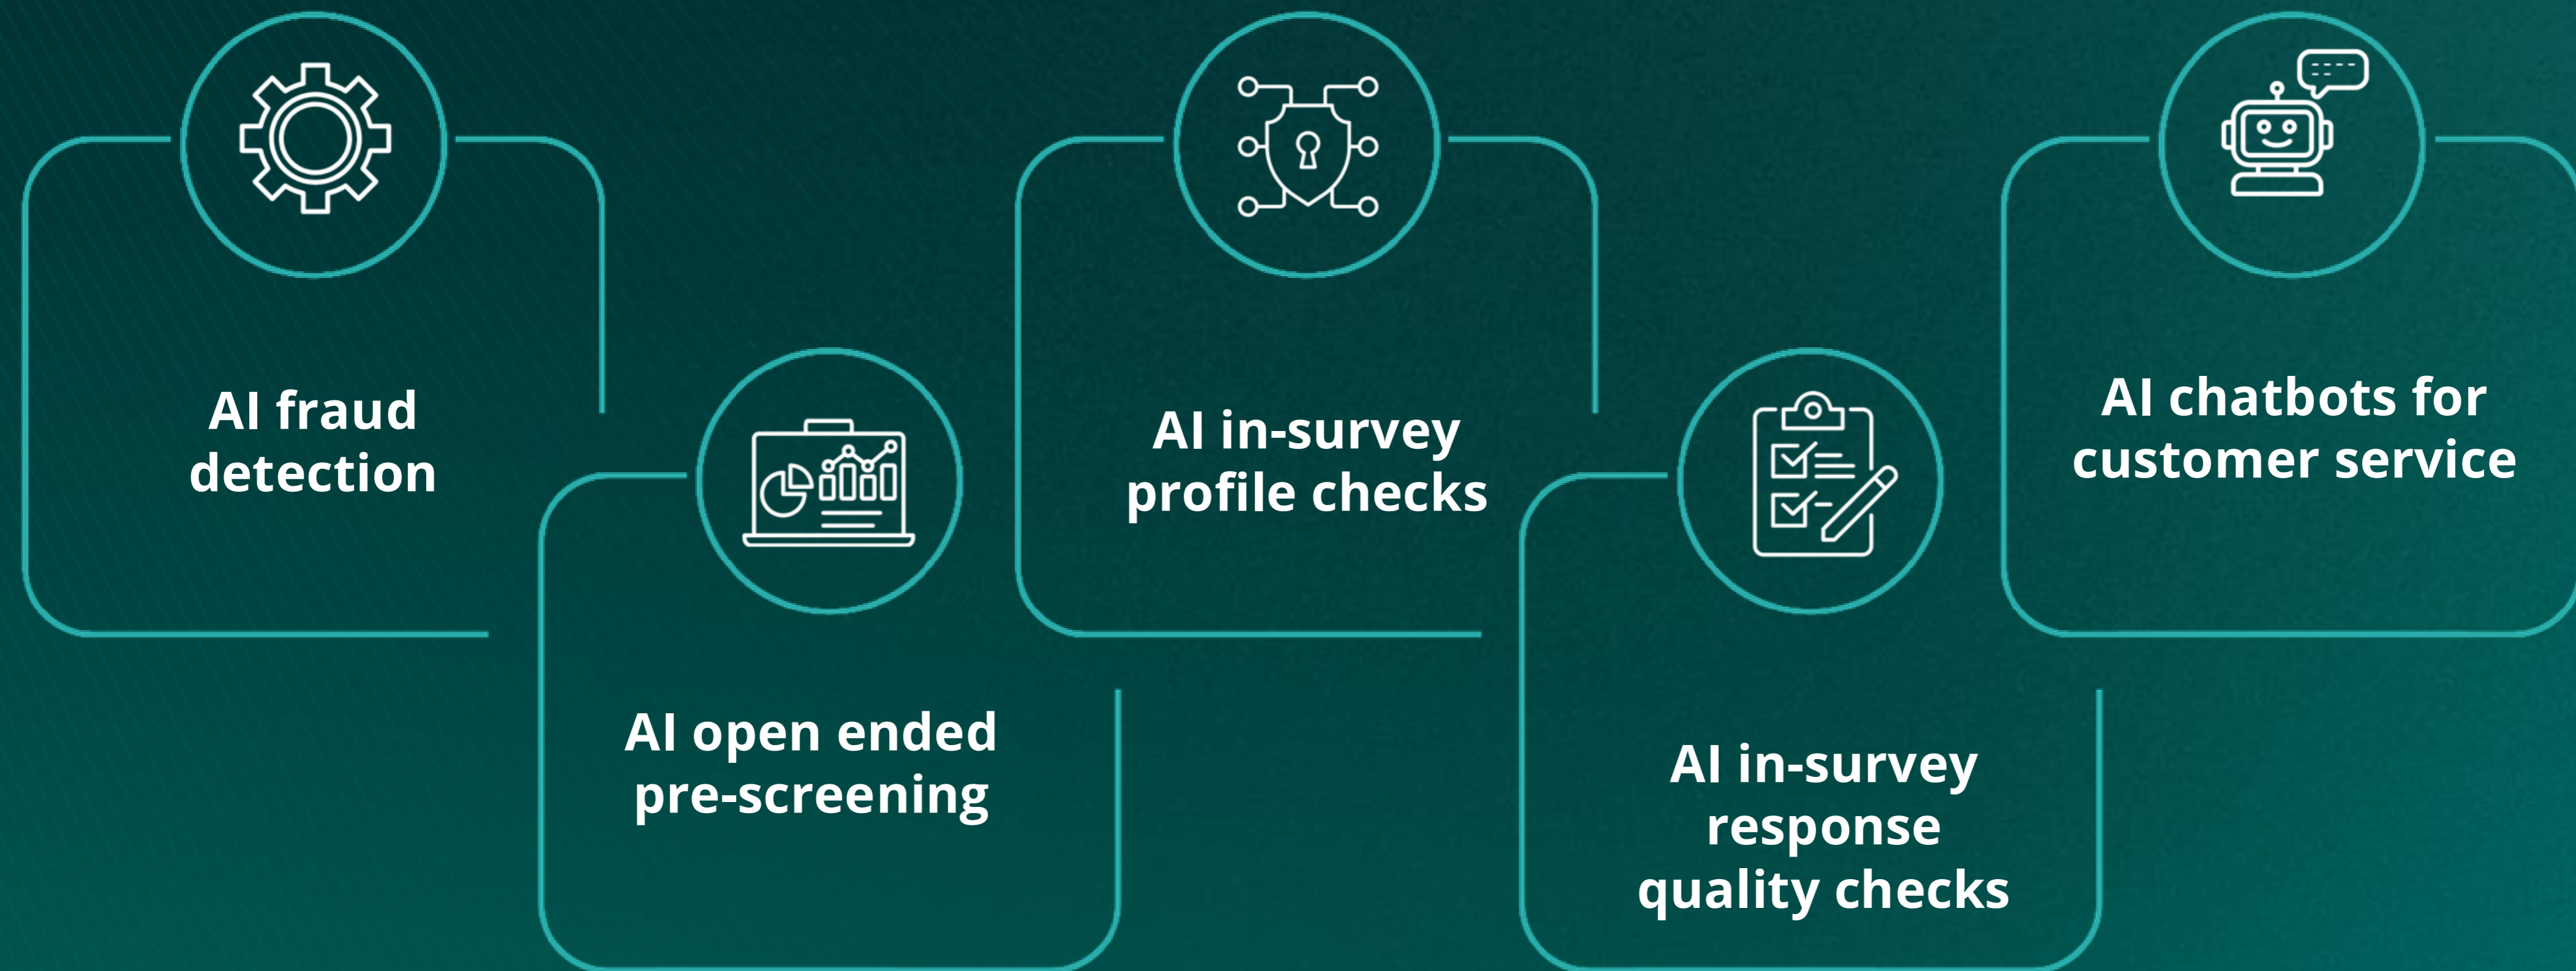 AI fraud
detection
AI open ended
pre-screening
AI in-survey
profile checks
AI in-survey
response
quality checks
AI chatbots for
customer service